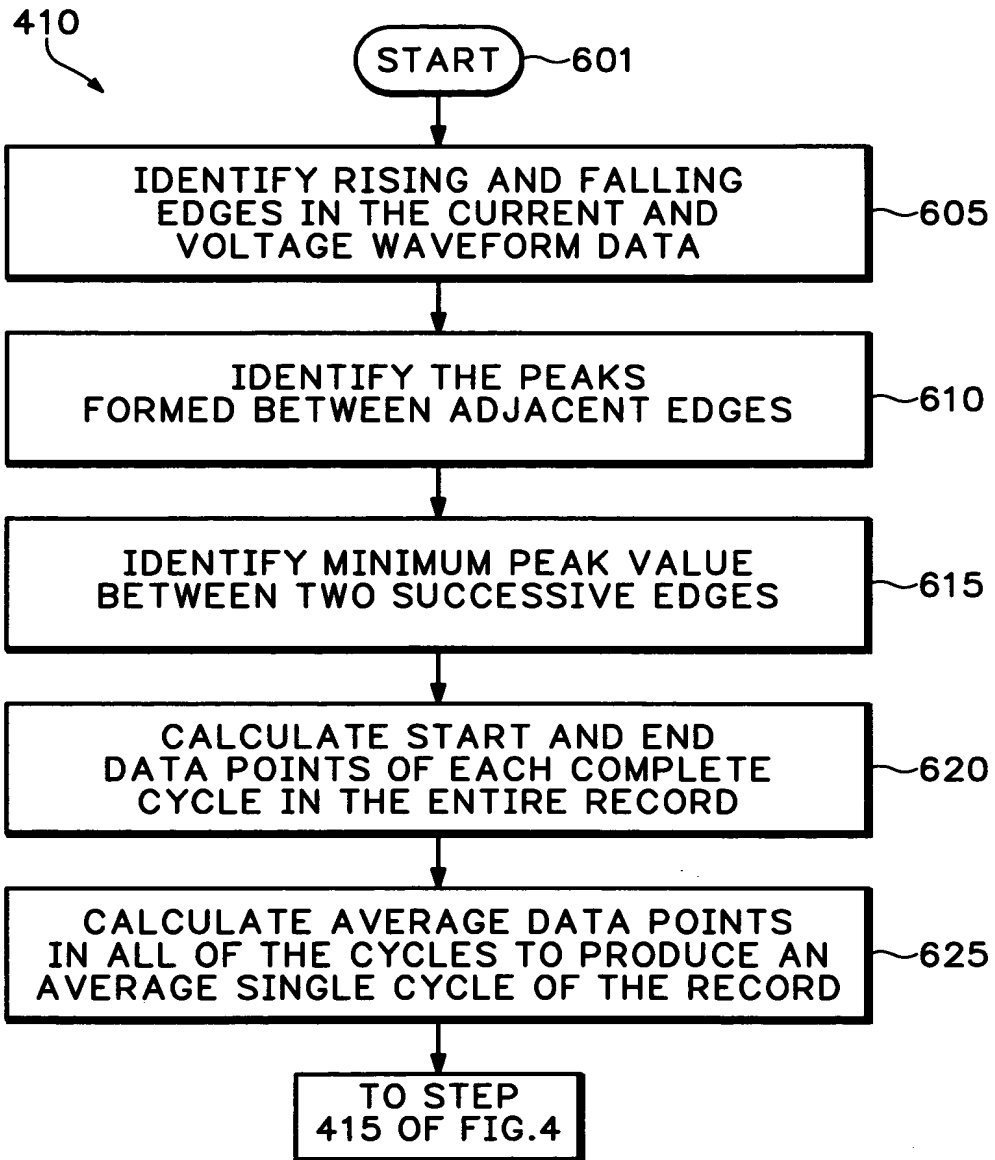 410
START
601
IDENTIFY RISING AND FALLING
EDGES IN THE CURRENT AND
VOLTAGE WAVEFORM DATA
605
IDENTIFY THE PEAKS
FORMED BETWEEN ADJACENT EDGES
610
IDENTIFY MINIMUM PEAK VALUE
BETWEEN TWO SUCCESSIVE EDGES
615
CALCULATE START AND END
DATA POINTS OF EACH COMPLETE
CYCLE IN THE ENTIRE RECORD
620
CALCULATE AVERAGE DATA POINTS
IN ALL OF THE CYCLES TO PRODUCE AN
AVERAGE SINGLE CYCLE OF THE RECORD
625
TO STEP
415 OF FIG.4